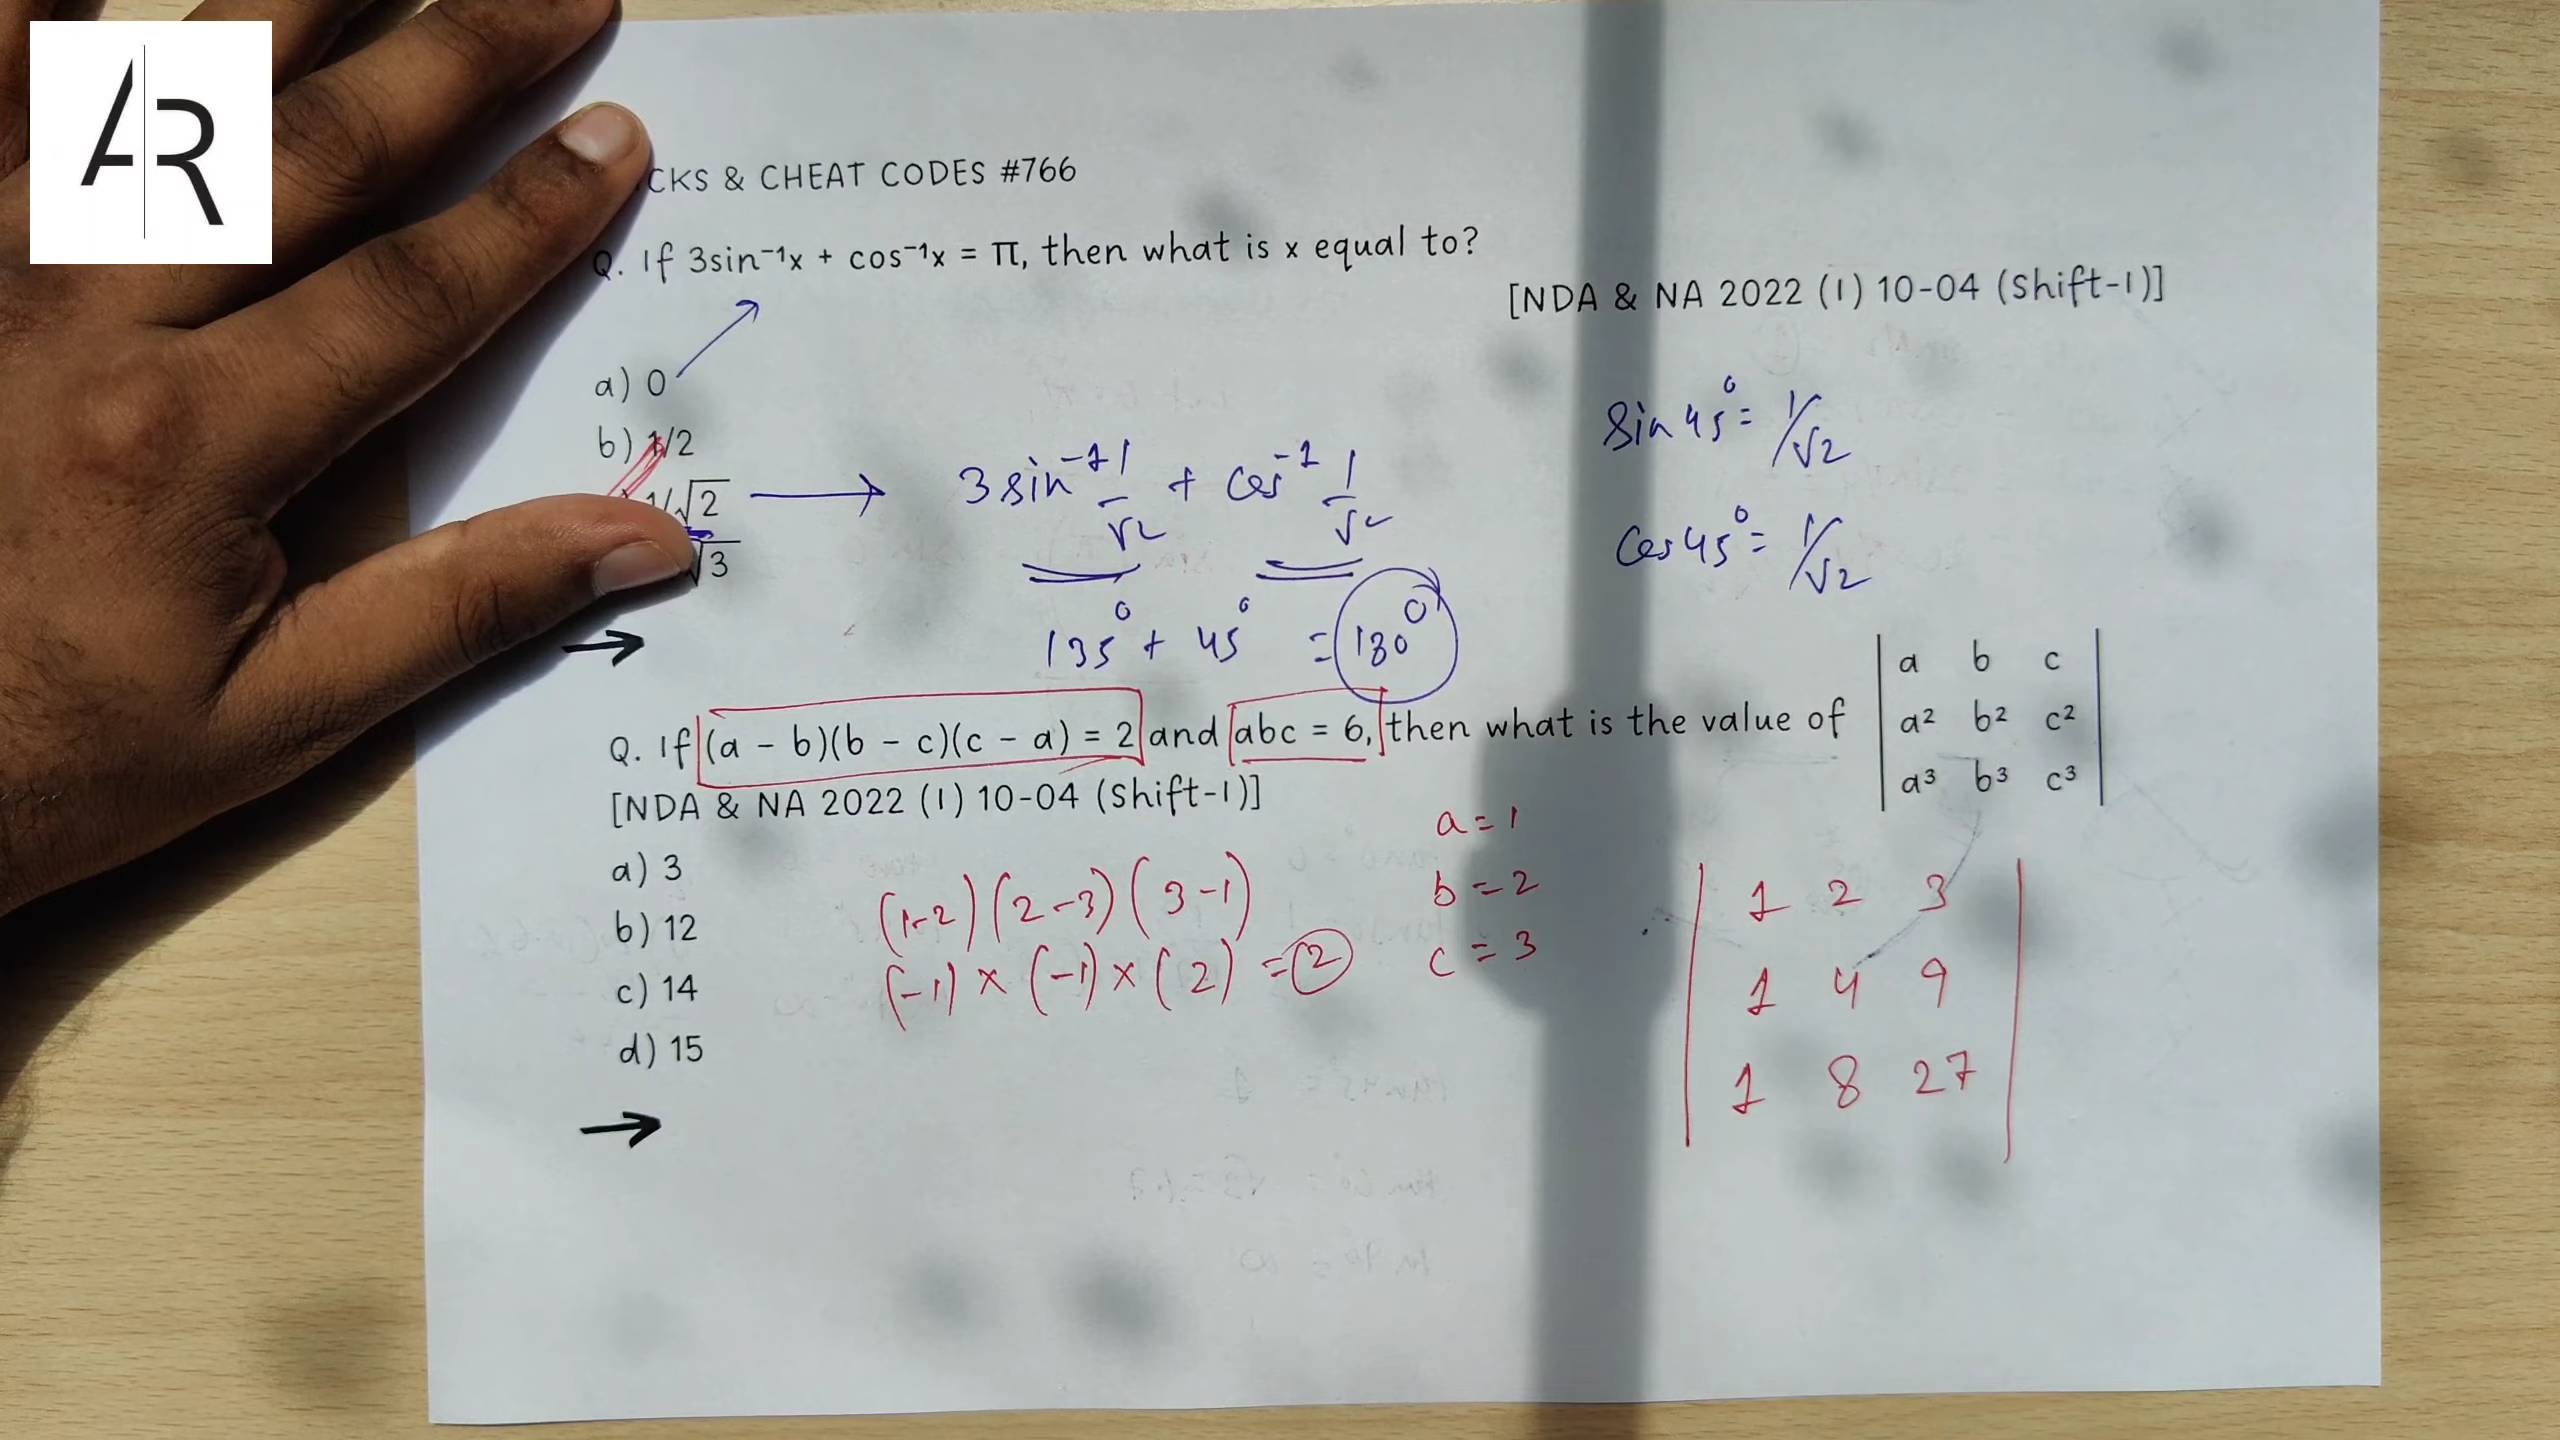 AR
CKS & CHEAT CODES #766
Q. If 3sin⁻¹x + cos⁻¹x = π, then what is x equal to?
[NDA & NA 2022 (1) 10-04 (Shift-1)]
a) 0
b) 1/2
1/√2
√3
3 sin⁻¹ 1/√2 + cos⁻¹ 1/√2
135° + 45° = 180°
sin 45° = 1/√2
cos 45° = 1/√2
Q. If (a - b)(b - c)(c - a) = 2 and abc = 6, then what is the value of
a b c
a² b² c²
a³ b³ c³
[NDA & NA 2022 (1) 10-04 (Shift-1)]
a) 3
b) 12
c) 14
d) 15
(1-2) (2-3) (3-1)
(-1) × (-1) × (2) = 2
a = 1
b = 2
c = 3
1 2 3
1 4 9
1 8 27